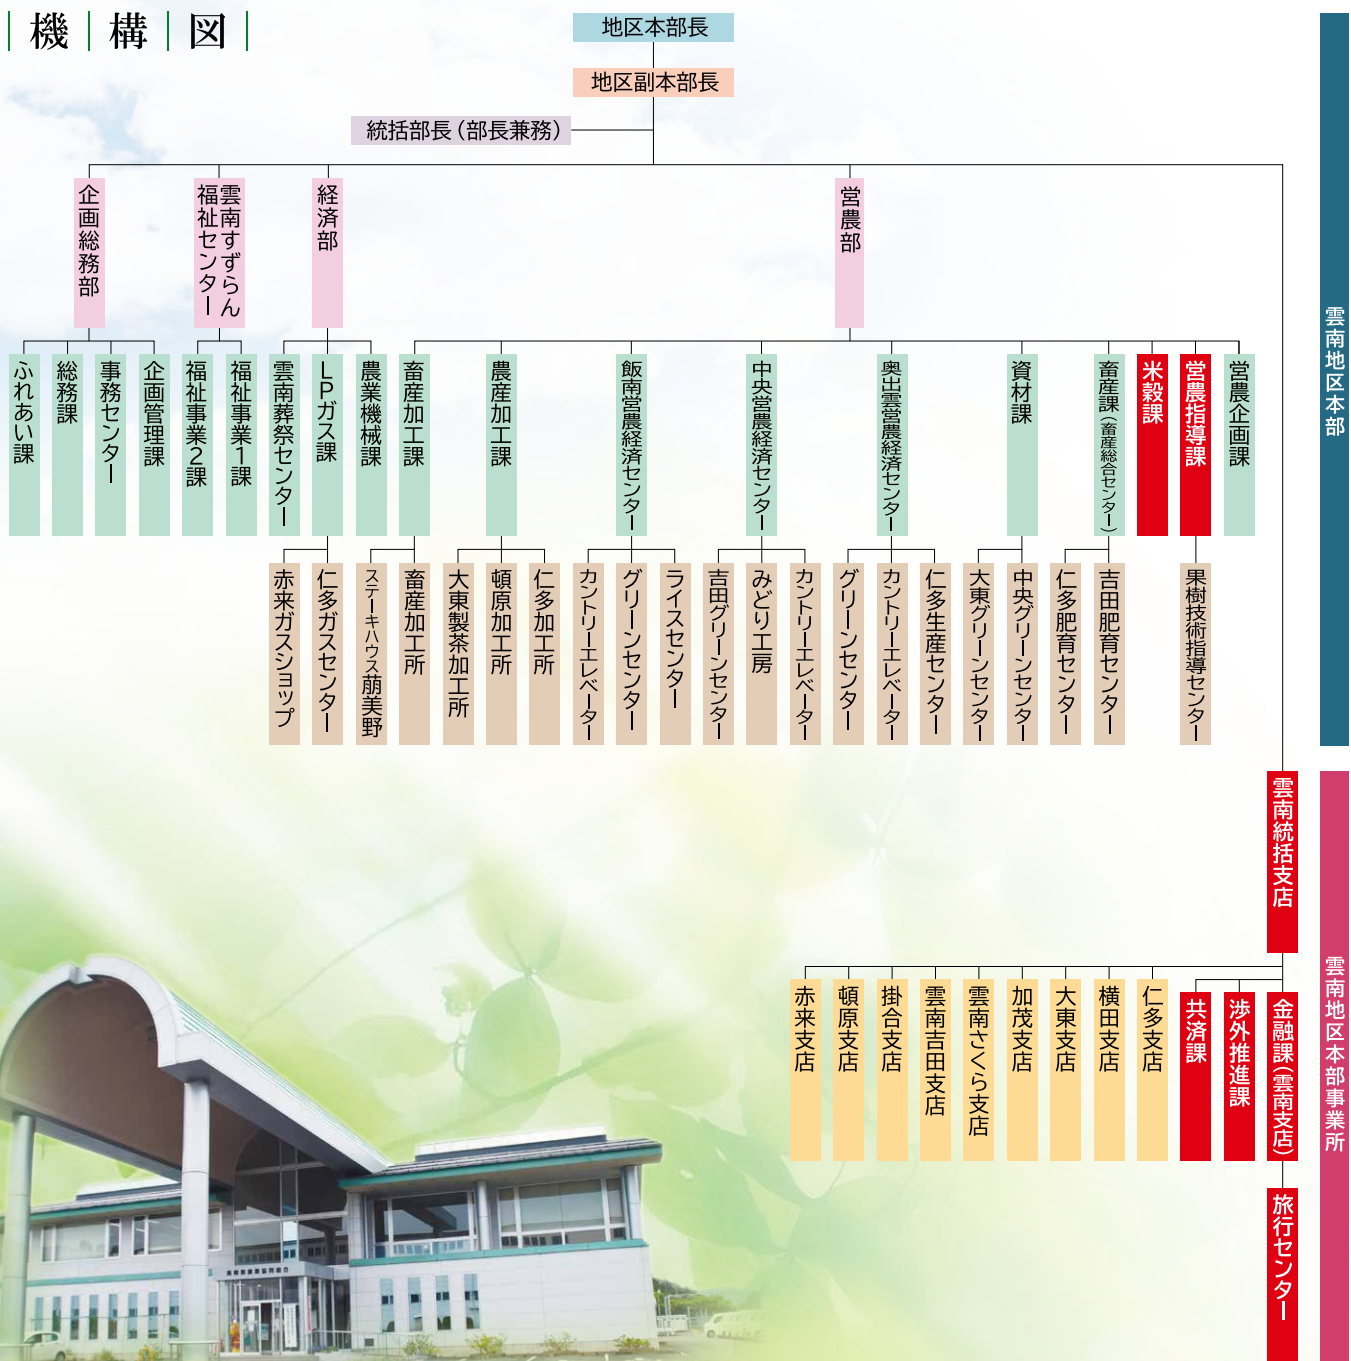 機構図
地区本部長
地区副本部長
統括部長（部長兼務）
企画総務部
雲南すずらん
福祉センター
経済部
営農部
ふれあい課
総務課
事務センター
企画管理課
福祉事業２課
福祉事業１課
雲南葬祭センター
ＬＰガス課
農業機械課
畜産加工課
農産加工課
飯南営農経済センター
中央営農経済センター
奥出雲営農経済センター
資材課
畜産課（畜産総合センター）
米穀課
営農指導課
営農企画課
赤来ガスショップ
仁多ガスセンター
ステーキハウス萠美野
畜産加工所
大東製茶加工所
頓原加工所
仁多加工所
カントリーエレベーター
グリーンセンター
ライスセンター
吉田グリーンセンター
みどり工房
カントリーエレベーター
グリーンセンター
カントリーエレベーター
仁多生産センター
大東グリーンセンター
中央グリーンセンター
仁多肥育センター
吉田肥育センター
果樹技術指導センター
雲南地区本部
雲南統括支店
赤来支店
頓原支店
掛合支店
雲南吉田支店
雲南さくら支店
加茂支店
大東支店
横田支店
仁多支店
共済課
渉外推進課
金融課（雲南支店）
旅行センター
雲南地区本部事業所